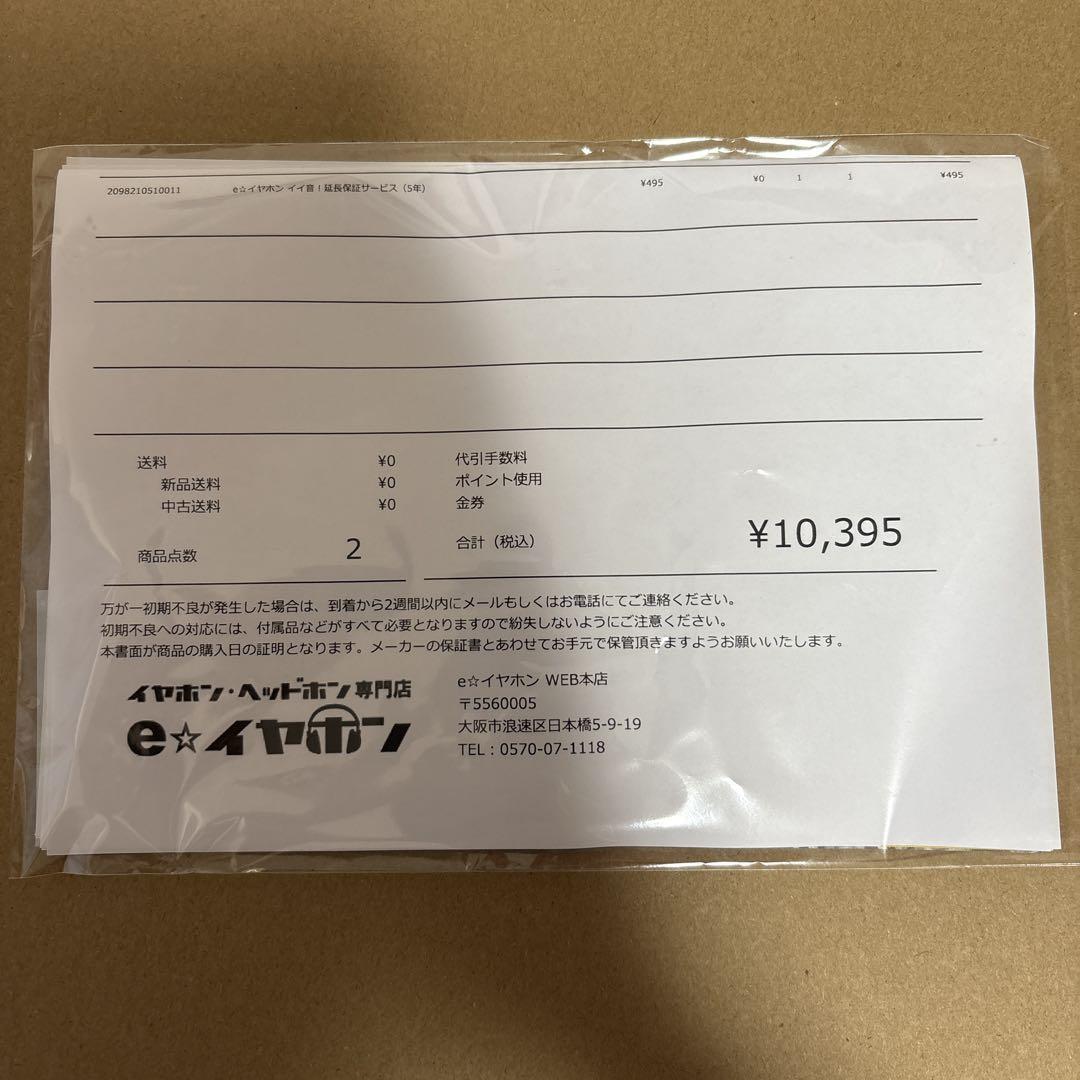 2098210510011 e☆イヤホン イイ音!延長保証サービス(5年) ¥495 ¥0 1 1 ¥495
送料 ¥0 代引手数料
新品送料 ¥0 ポイント使用
中古送料 ¥0 金券
商品点数 2 合計(税込) ¥10,395
万が一初期不良が発生した場合は、到着から2週間以内にメールもしくはお電話にてご連絡ください。
初期不良への対応には、付属品などがすべて必要となりますので紛失しないようにご注意ください。
本書面が商品の購入日の証明となります。メーカーの保証書とあわせてお手元で保管頂きますようお願いいたします。
イヤホン・ヘッドホン専門店
e☆イヤホン
e☆イヤホン WEB本店
〒5560005
大阪市浪速区日本橋5-9-19
TEL:0570-07-1118